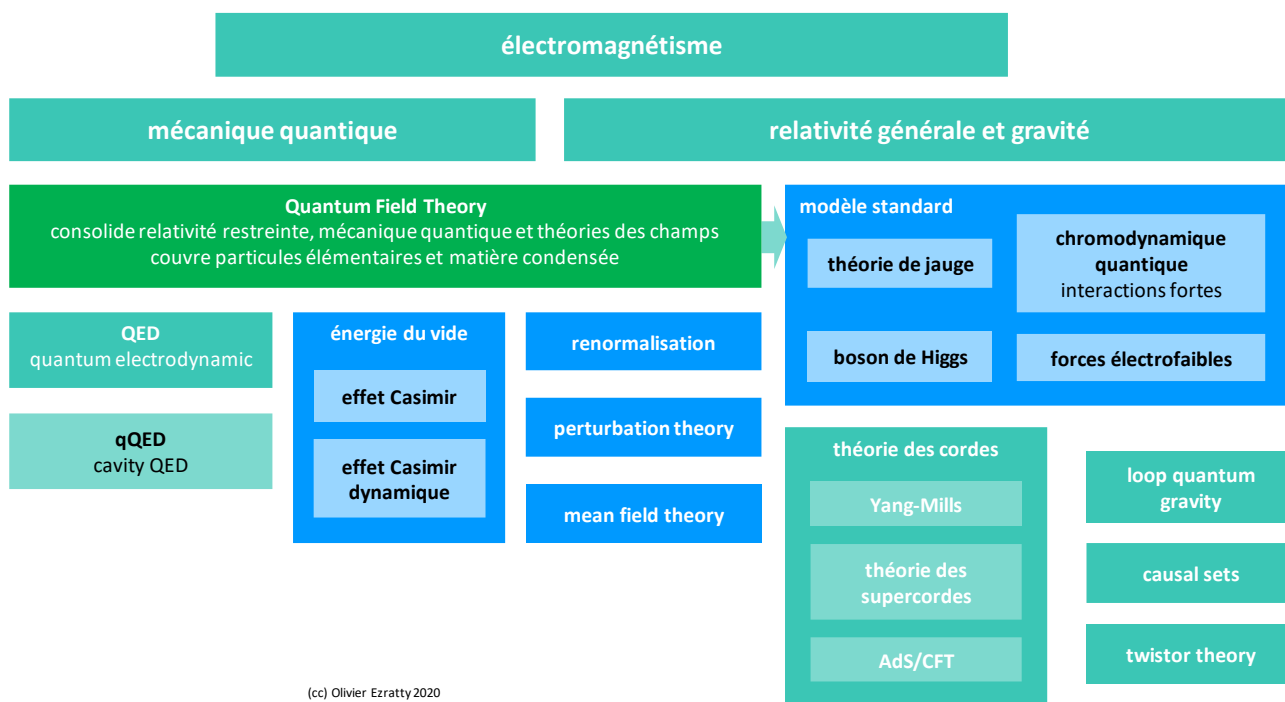 électromagnétisme
mécanique quantique
relativité générale et gravité
Quantum Field Theory
consolide relativité restreinte, mécanique quantique et théories des champs
couvre particules élémentaires et matière condensée
modèle standard
théorie de jauge
chromodynamique
quantique
interactions fortes
boson de Higgs
forces électrofaibles
QED
quantum electrodynamic
qQED
cavity QED
énergie du vide
effet Casimir
effet Casimir
dynamique
renormalisation
perturbation theory
mean field theory
théorie des cordes
Yang-Mills
théorie des
supercordes
AdS/CFT
loop quantum
gravity
causal sets
twistor theory
(cc) Olivier Ezratty 2020